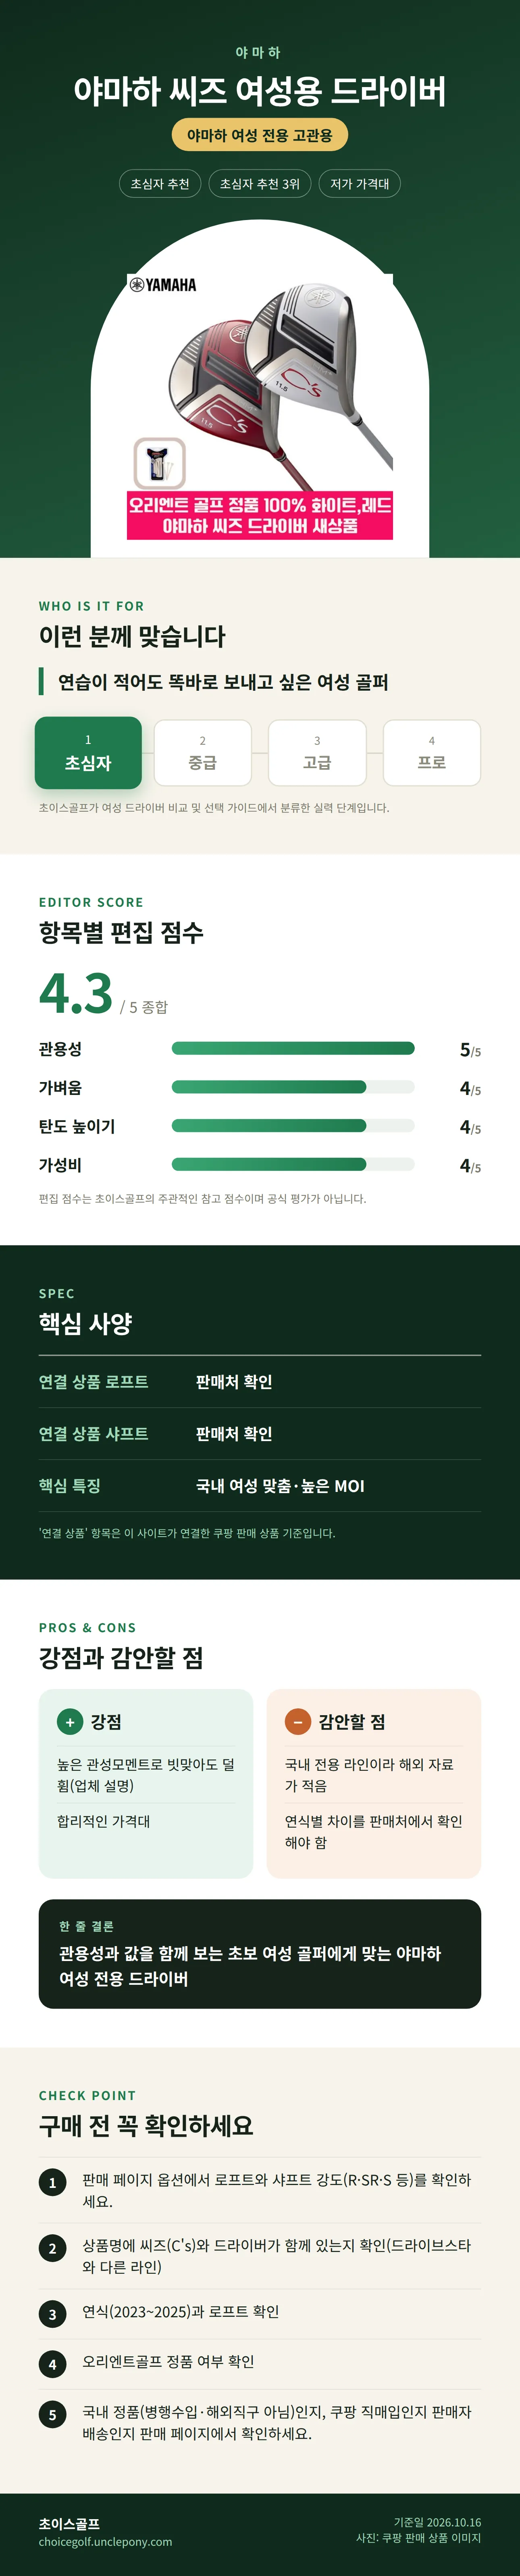 야마하
야마하 씨즈 여성용 드라이버
야마하 여성 전용 고관용
초심자 추천
초심자 추천 3위
저가 가격대
YAMAHA
11.5
C's
11.5
C's
오리엔트 골프 정품 100% 화이트,레드
야마하 씨즈 드라이버 새상품
WHO IS IT FOR
이런 분께 맞습니다
연습이 적어도 똑바로 보내고 싶은 여성 골퍼
1
초심자
2
중급
3
고급
4
프로
초이스골프가 여성 드라이버 비교 및 선택 가이드에서 분류한 실력 단계입니다.
EDITOR SCORE
항목별 편집 점수
4.3 / 5 종합
관용성 5/5
가벼움 4/5
탄도 높이기 4/5
가성비 4/5
편집 점수는 초이스골프의 주관적인 참고 점수이며 공식 평가가 아닙니다.
SPEC
핵심 사양
연결 상품 로프트 판매처 확인
연결 상품 샤프트 판매처 확인
핵심 특징 국내 여성 맞춤·높은 MOI
'연결 상품' 항목은 이 사이트가 연결한 쿠팡 판매 상품 기준입니다.
PROS & CONS
강점과 감안할 점
+ 강점
높은 관성모멘트로 빗맞아도 덜
휨(업체 설명)
합리적인 가격대
− 감안할 점
국내 전용 라인이라 해외 자료
가 적음
연식별 차이를 판매처에서 확인
해야 함
한 줄 결론
관용성과 값을 함께 보는 초보 여성 골퍼에게 맞는 야마하
여성 전용 드라이버
CHECK POINT
구매 전 꼭 확인하세요
1 판매 페이지 옵션에서 로프트와 샤프트 강도(R·SR·S 등)를 확인하
세요.
2 상품명에 씨즈(C's)와 드라이버가 함께 있는지 확인(드라이브스타
와 다른 라인)
3 연식(2023~2025)과 로프트 확인
4 오리엔트골프 정품 여부 확인
5 국내 정품(병행수입·해외직구 아님)인지, 쿠팡 직매입인지 판매자
배송인지 판매 페이지에서 확인하세요.
초이스골프
choicegolf.unclepony.com
기준일 2026.10.16
사진: 쿠팡 판매 상품 이미지